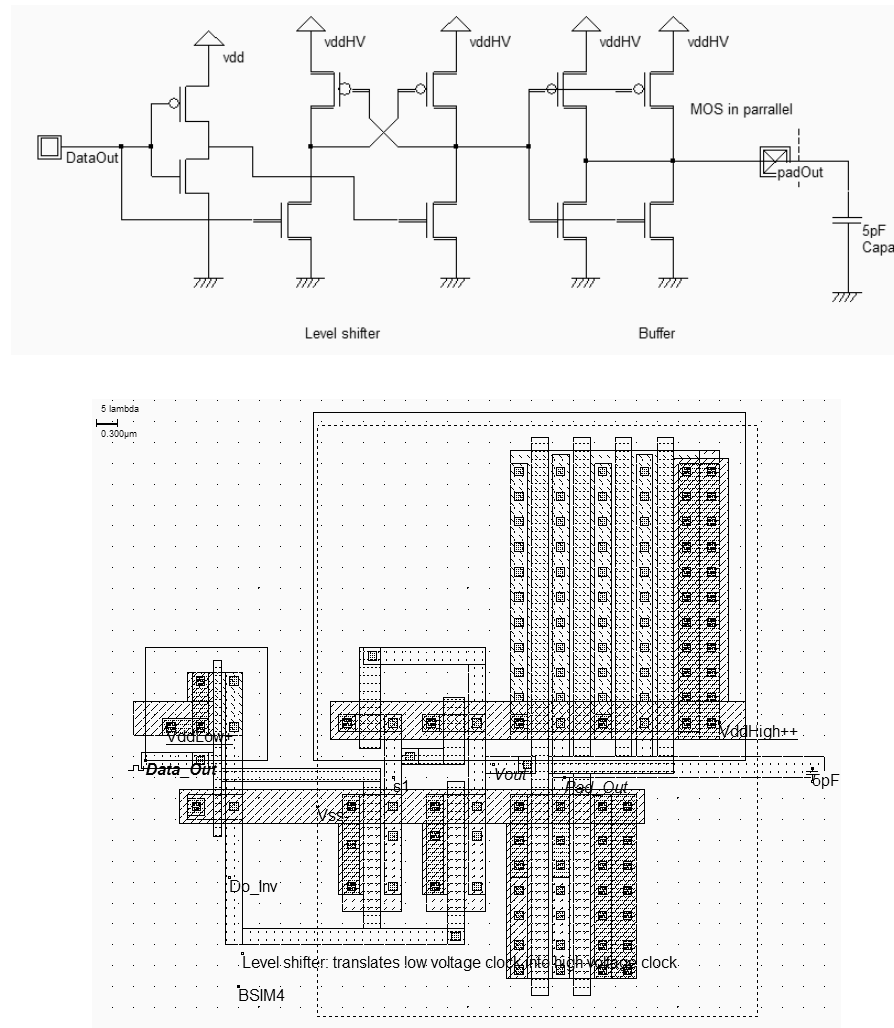 vdd
vddHV
vddHV
vddHV
vddHV
MOS in parrallel
DataOut
padOut
5pF
Capa
Level shifter
Buffer
5 lambda
0.300μm
VddLow+
VddHigh++
Data_Out
s1
Vout
Pad_Out
5pF
Vss-
Do_Inv
Level shifter: translates low voltage clock into high voltage clock
BSIM4